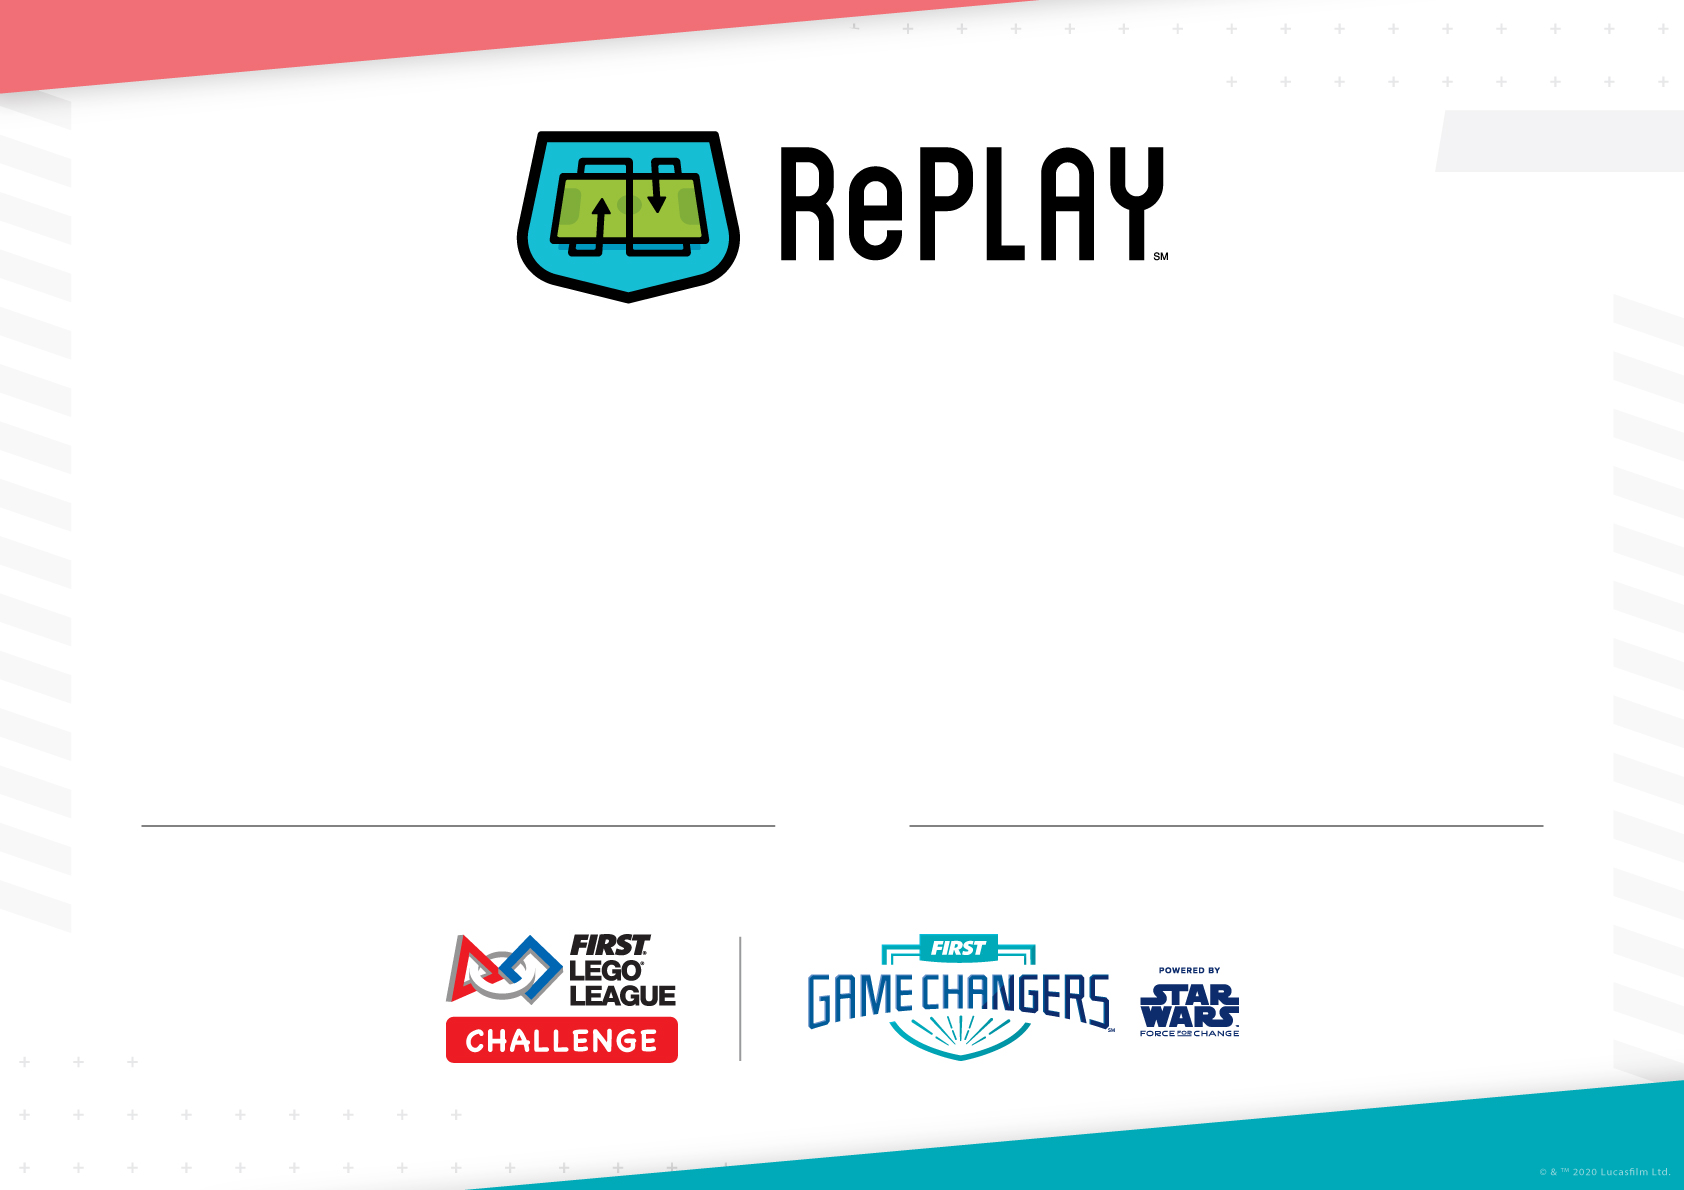 RePLAY SM
FIRST®
LEGO®
LEAGUE
CHALLENGE
FIRST
GAME CHANGERS SM
POWERED BY
STAR
WARS™
FORCE FOR CHANGE
© & ™ 2020 Lucasfilm Ltd.